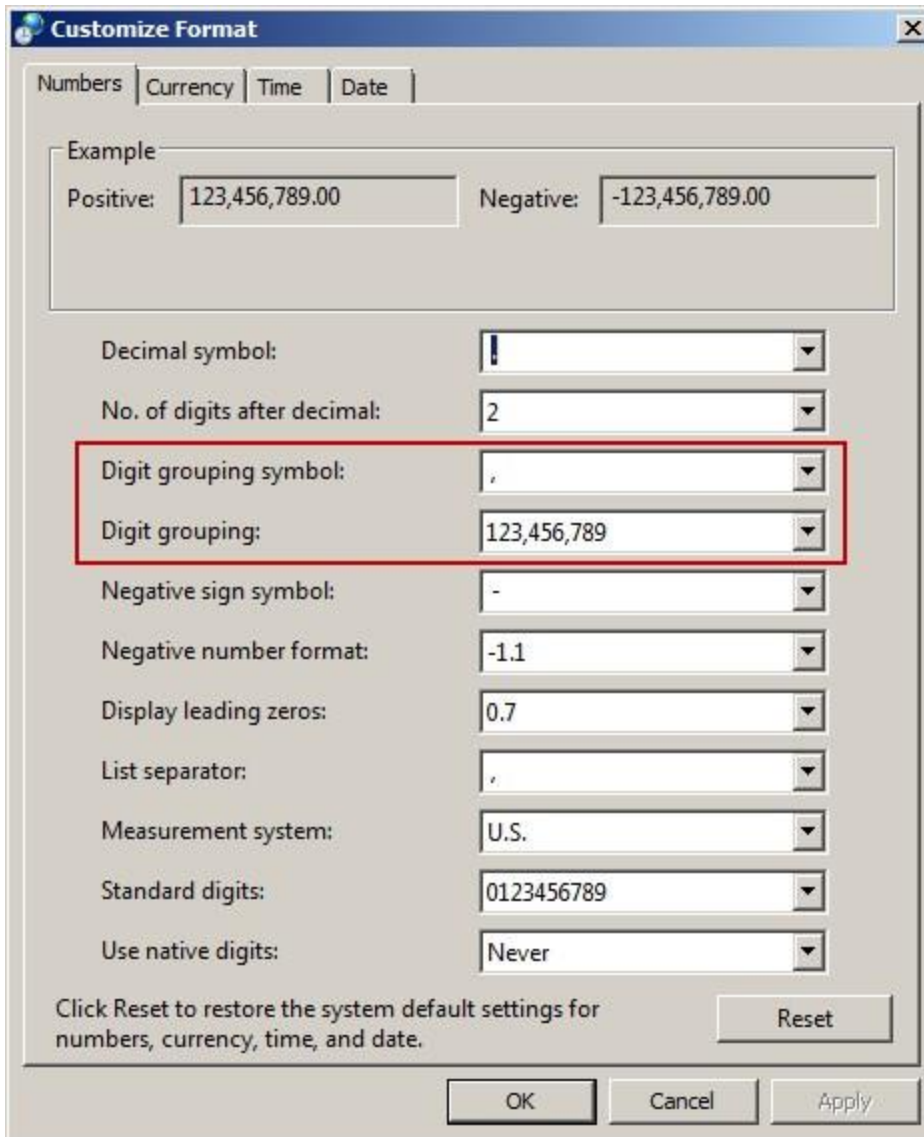 Customize Format
Numbers Currency Time Date
Example
Positive: 123,456,789.00 Negative: -123,456,789.00
Decimal symbol: .
No. of digits after decimal: 2
Digit grouping symbol: ,
Digit grouping: 123,456,789
Negative sign symbol: -
Negative number format: -1.1
Display leading zeros: 0.7
List separator: ,
Measurement system: U.S.
Standard digits: 0123456789
Use native digits: Never
Click Reset to restore the system default settings for
numbers, currency, time, and date.
Reset
OK Cancel Apply